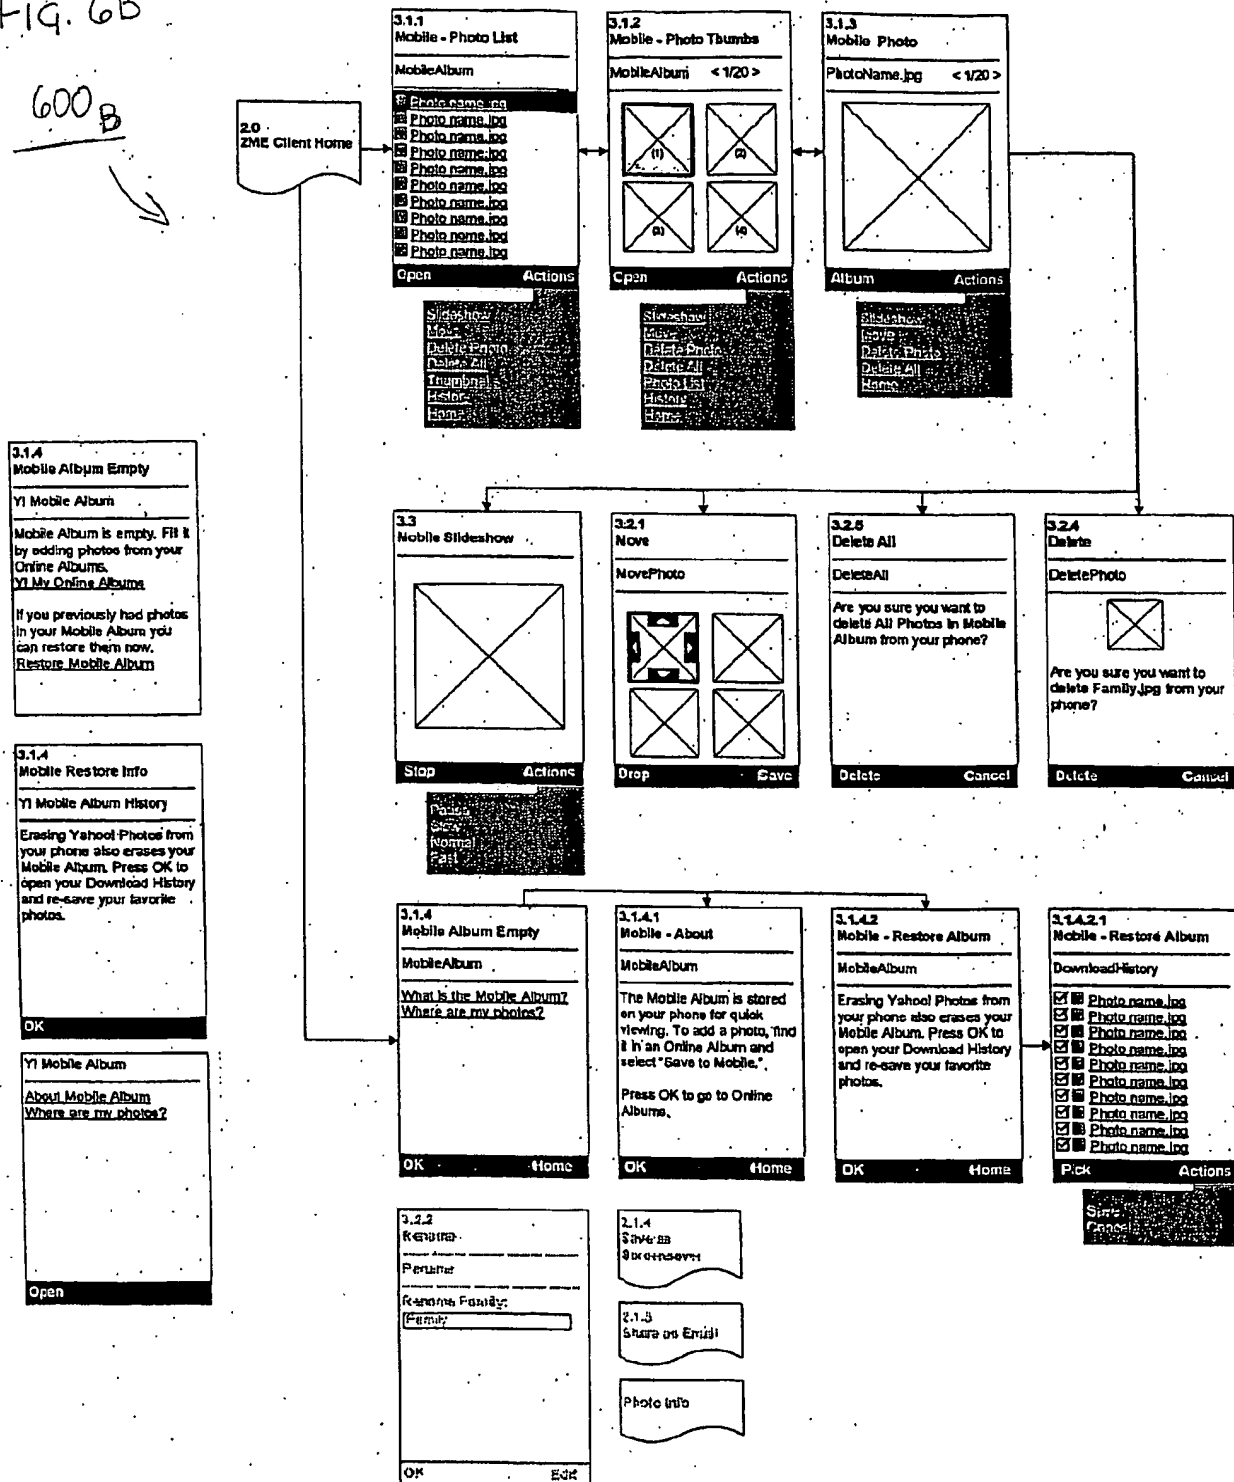 FIG. 6B
600B
2.0
ZME Client Home
3.1.1
Mobile - Photo List
MobileAlbum
Photo name.jpg
Photo name.jpg
Photo name.jpg
Photo name.jpg
Photo name.jpg
Photo name.jpg
Photo name.jpg
Photo name.jpg
Photo name.jpg
Photo name.jpg
Open Actions
Slideshow
Move
Delete Photo
Delete All
Thumbnails
History
Home
3.1.2
Mobile - Photo Thumbs
MobileAlbum < 1/20 >
(1) (2)
(3) (4)
Open Actions
Slideshow
Move
Delete Photo
Delete All
Photo List
History
Home
3.1.3
Mobile Photo
PhotoName.jpg < 1/20 >
Album Actions
Slideshow
Move
Delete Photo
Delete All
Home
3.1.4
Mobile Album Empty
Y! Mobile Album
Mobile Album is empty. Fill it
by adding photos from your
Online Albums.
Y! My Online Albums
If you previously had photos
in your Mobile Album you
can restore them now.
Restore Mobile Album
3.3
Mobile Slideshow
Stop Actions
Pause
Slow
Normal
Fast
3.2.1
Move
MovePhoto
Drop Save
3.2.5
Delete All
DeleteAll
Are you sure you want to
delete All Photos in Mobile
Album from your phone?
Delete Cancel
3.2.4
Delete
DeletePhoto
Are you sure you want to
delete Family.jpg from your
phone?
Delete Cancel
3.1.4
Mobile Restore Info
Y! Mobile Album History
Erasing Yahoo! Photos from
your phone also erases your
Mobile Album. Press OK to
open your Download History
and re-save your favorite
photos.
OK
Y! Mobile Album
About Mobile Album
Where are my photos?
Open
3.1.4
Mobile Album Empty
MobileAlbum
What is the Mobile Album?
Where are my photos?
OK Home
3.1.4.1
Mobile - About
MobileAlbum
The Mobile Album is stored
on your phone for quick
viewing. To add a photo, find
it in an Online Album and
select "Save to Mobile."
Press OK to go to Online
Albums.
OK Home
3.1.4.2
Mobile - Restore Album
MobileAlbum
Erasing Yahoo! Photos from
your phone also erases your
Mobile Album. Press OK to
open your Download History
and re-save your favorite
photos.
OK Home
3.1.4.2.1
Mobile - Restore Album
DownloadHistory
Photo name.jpg
Photo name.jpg
Photo name.jpg
Photo name.jpg
Photo name.jpg
Photo name.jpg
Photo name.jpg
Photo name.jpg
Photo name.jpg
Photo name.jpg
Pick Actions
Save
Cancel
3.2.2
Rename
Rename
Rename Family:
Family
OK Edit
2.1.4
Save as
Screensaver
2.1.3
Share as Email
Photo Info